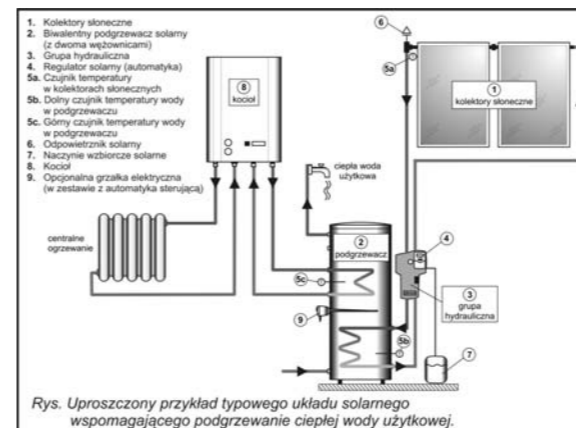 1. Kolektory słoneczne
2. Biwalentny podgrzewacz solarny
(z dwoma wężownicami)
3. Grupa hydrauliczna
4. Regulator solarny (automatyka)
5a. Czujnik temperatury
w kolektorach słonecznych
5b. Dolny czujnik temperatury wody
w podgrzewaczu
5c. Górny czujnik temperatury wody
w podgrzewaczu
6. Odpowietrznik solarny
7. Naczynie wzbiorcze solarne
8. Kocioł
9. Opcjonalna grzałka elektryczna
(w zestawie z automatyka sterującą)
8
kocioł
6
5a
1
kolektory słoneczne
ciepła woda
użytkowa
centralne
ogrzewanie
2
podgrzewacz
4
5c
3
grupa
hydrauliczna
9
5b
7
Rys. Uproszczony przykład typowego układu solarnego
wspomagającego podgrzewanie ciepłej wody użytkowej.